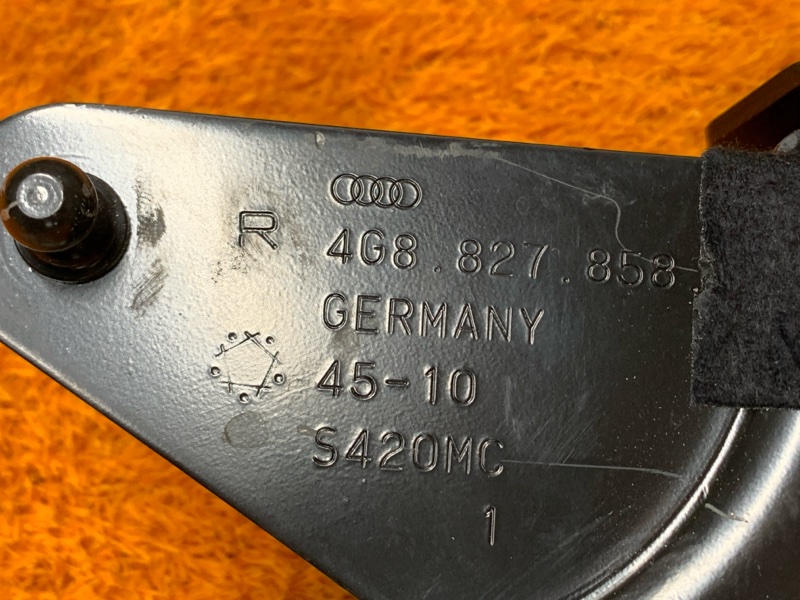 R 4G8.827.858.
GERMANY
45-10
S420MC
1